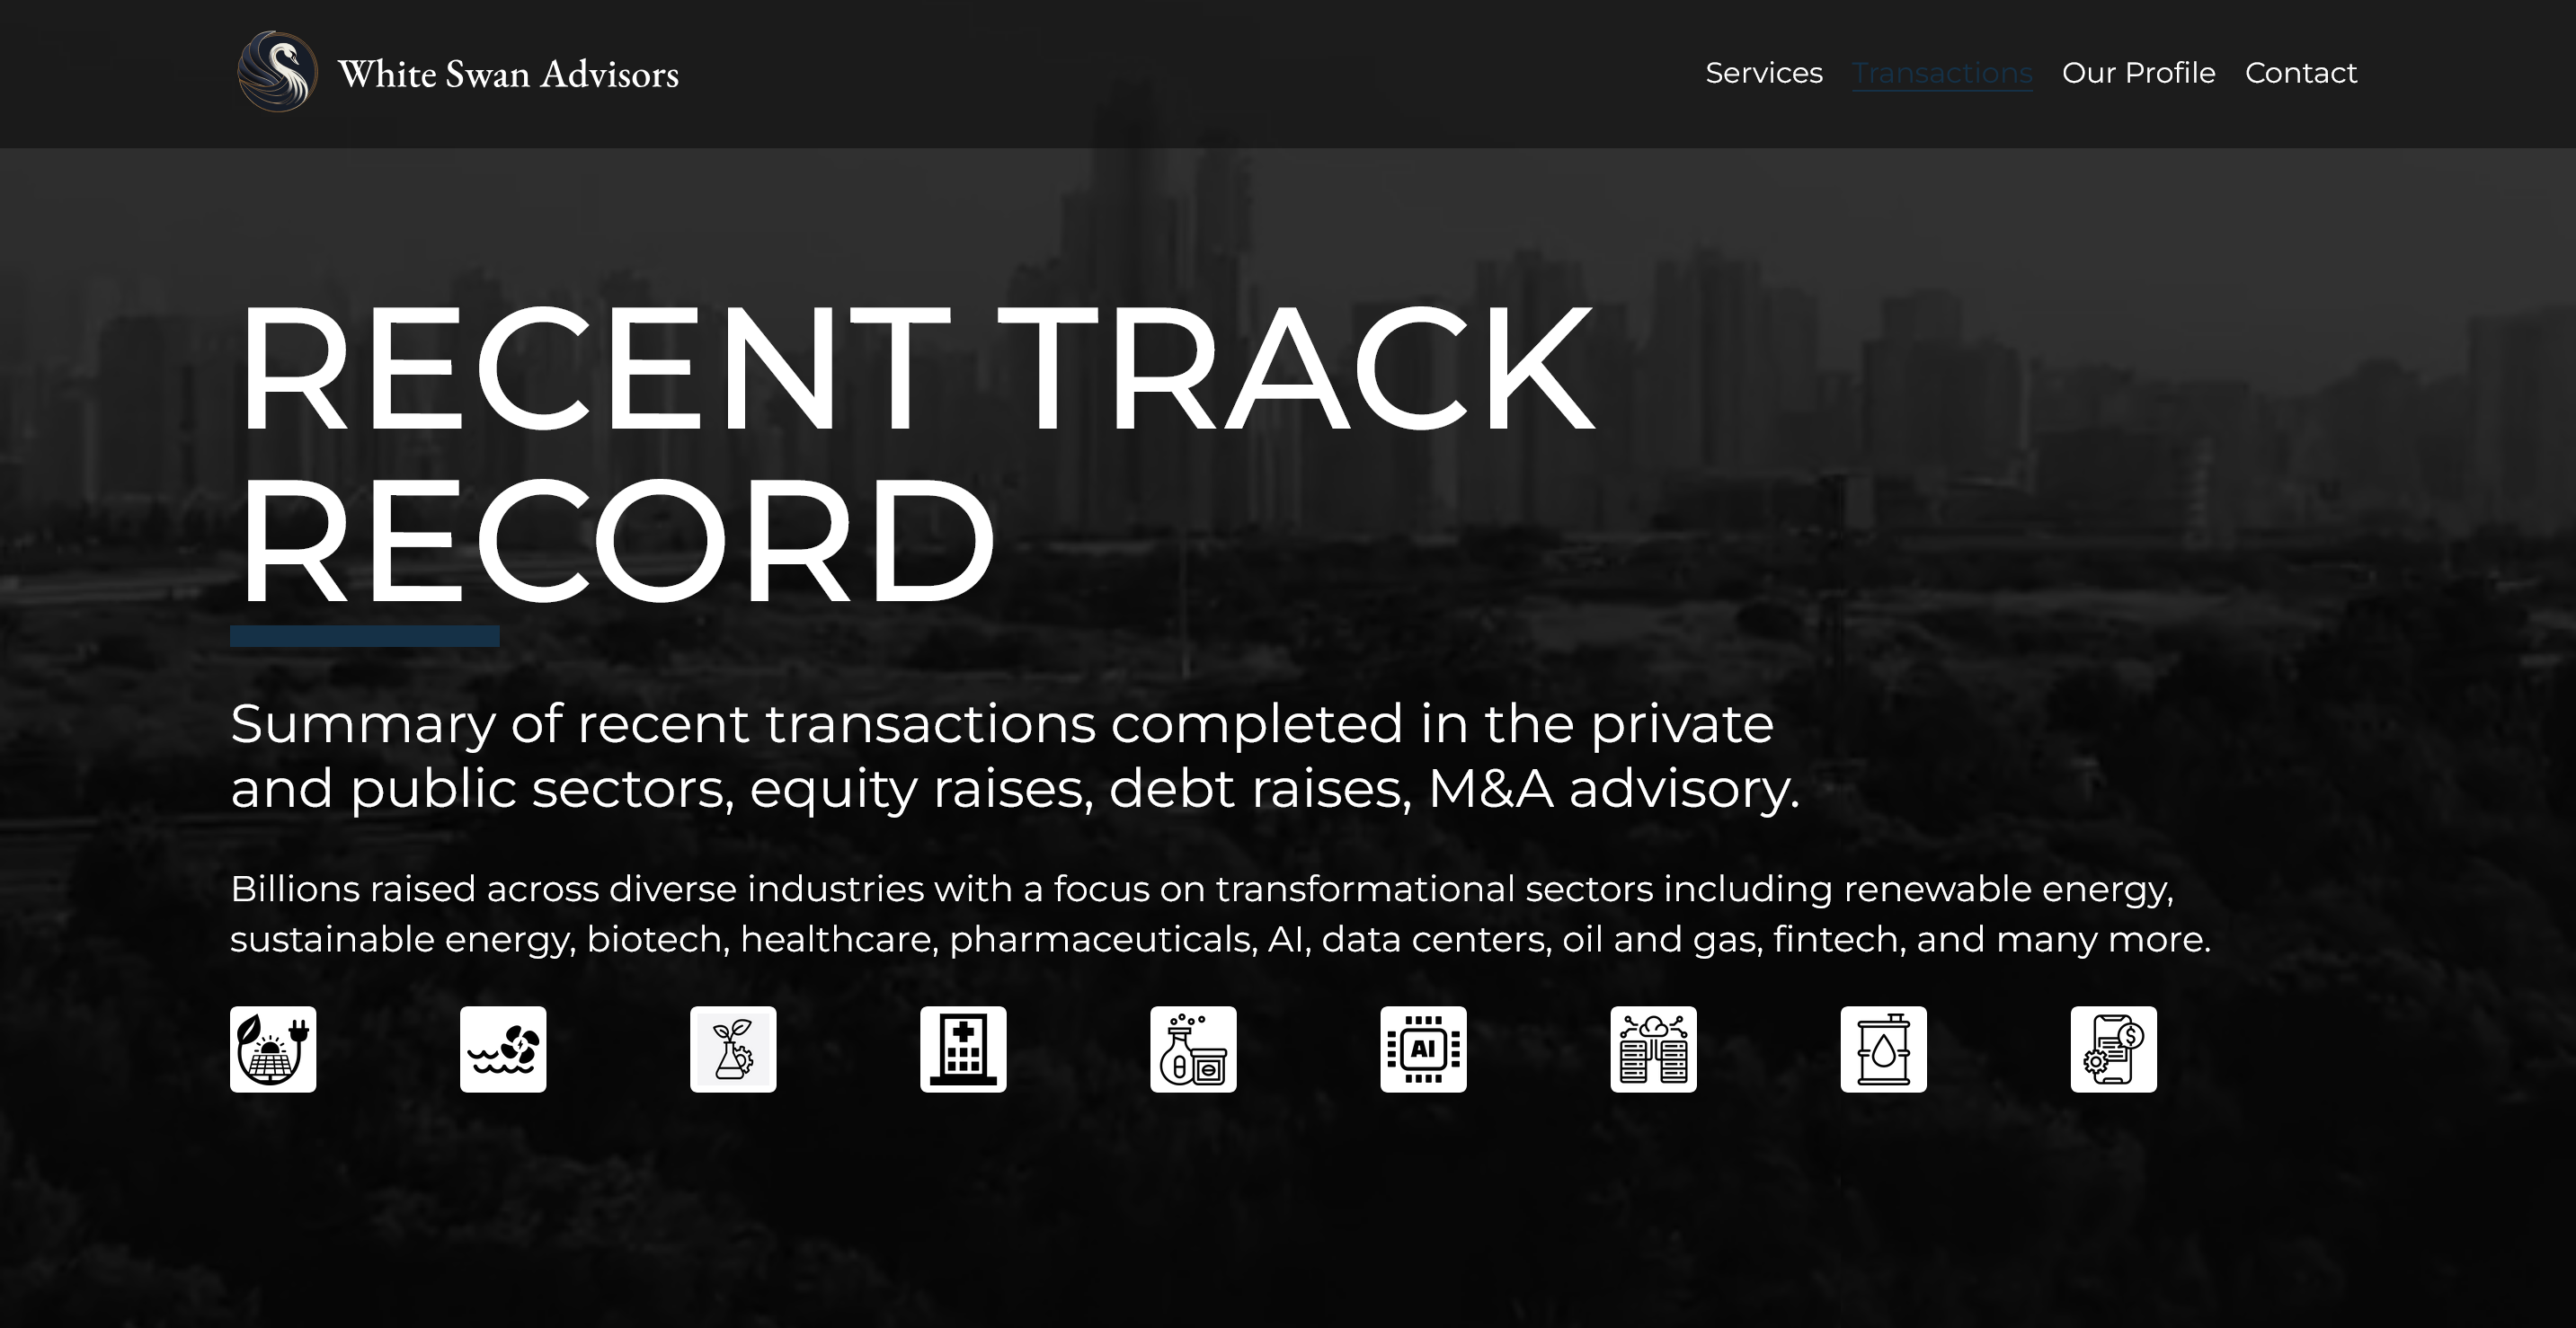 White Swan Advisors
Services Transactions Our Profile Contact
RECENT TRACK
RECORD
Summary of recent transactions completed in the private
and public sectors, equity raises, debt raises, M&A advisory.
Billions raised across diverse industries with a focus on transformational sectors including renewable energy,
sustainable energy, biotech, healthcare, pharmaceuticals, AI, data centers, oil and gas, fintech, and many more.
AI
$